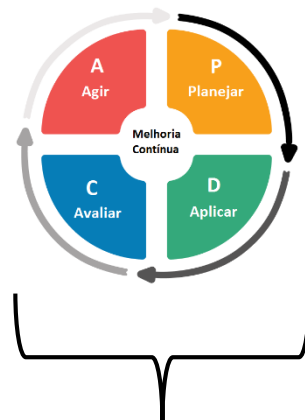 A
Agir
P
Planejar
Melhoria
Contínua
C
Avaliar
D
Aplicar